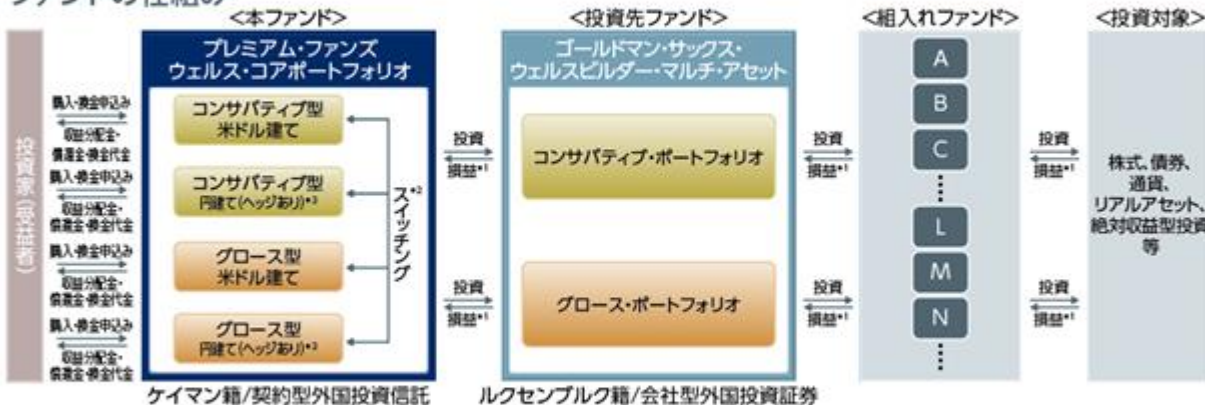 ファンドの仕組み
<本ファンド>
<投資先ファンド>
<組入れファンド>
<投資対象>
投資家(受益者)
購入・換金申込み
収益分配金・
償還金・換金代金
購入・換金申込み
収益分配金・
償還金・換金代金
購入・換金申込み
収益分配金・
償還金・換金代金
購入・換金申込み
収益分配金・
償還金・換金代金
プレミアム・ファンズ
ウェルス・コアポートフォリオ
コンサバティブ型
米ドル建て
コンサバティブ型
円建て(ヘッジあり)*3
グロース型
米ドル建て
グロース型
円建て(ヘッジあり)*3
スイッチング*2
ケイマン籍/契約型外国投資信託
投資
損益*1
投資
損益*1
ゴールドマン・サックス・
ウェルスビルダー・マルチ・アセット
コンサバティブ・ポートフォリオ
グロース・ポートフォリオ
ルクセンブルク籍/会社型外国投資証券
投資
損益*1
投資
損益*1
A
B
C
L
M
N
投資
損益*1
投資
損益*1
株式、債券、
通貨、
リアルアセット、
絶対収益型投資
等